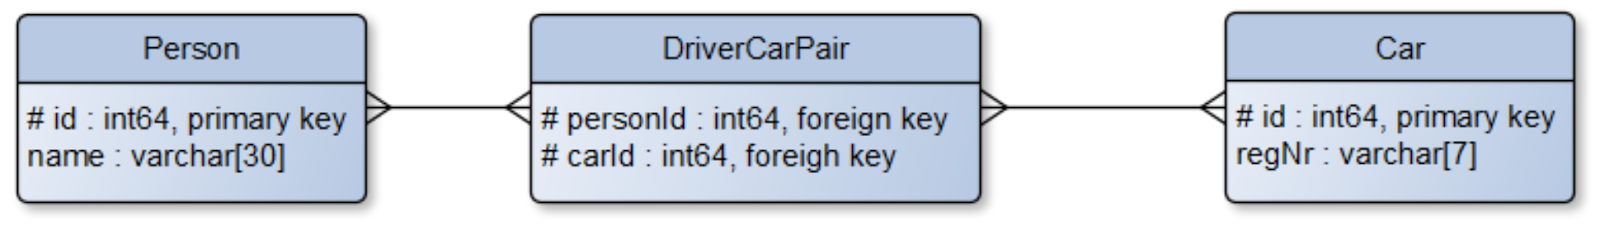 Person
# id : int64, primary key
name : varchar[30]
DriverCarPair
# personId : int64, foreign key
# carId : int64, foreigh key
Car
# id : int64, primary key
regNr : varchar[7]